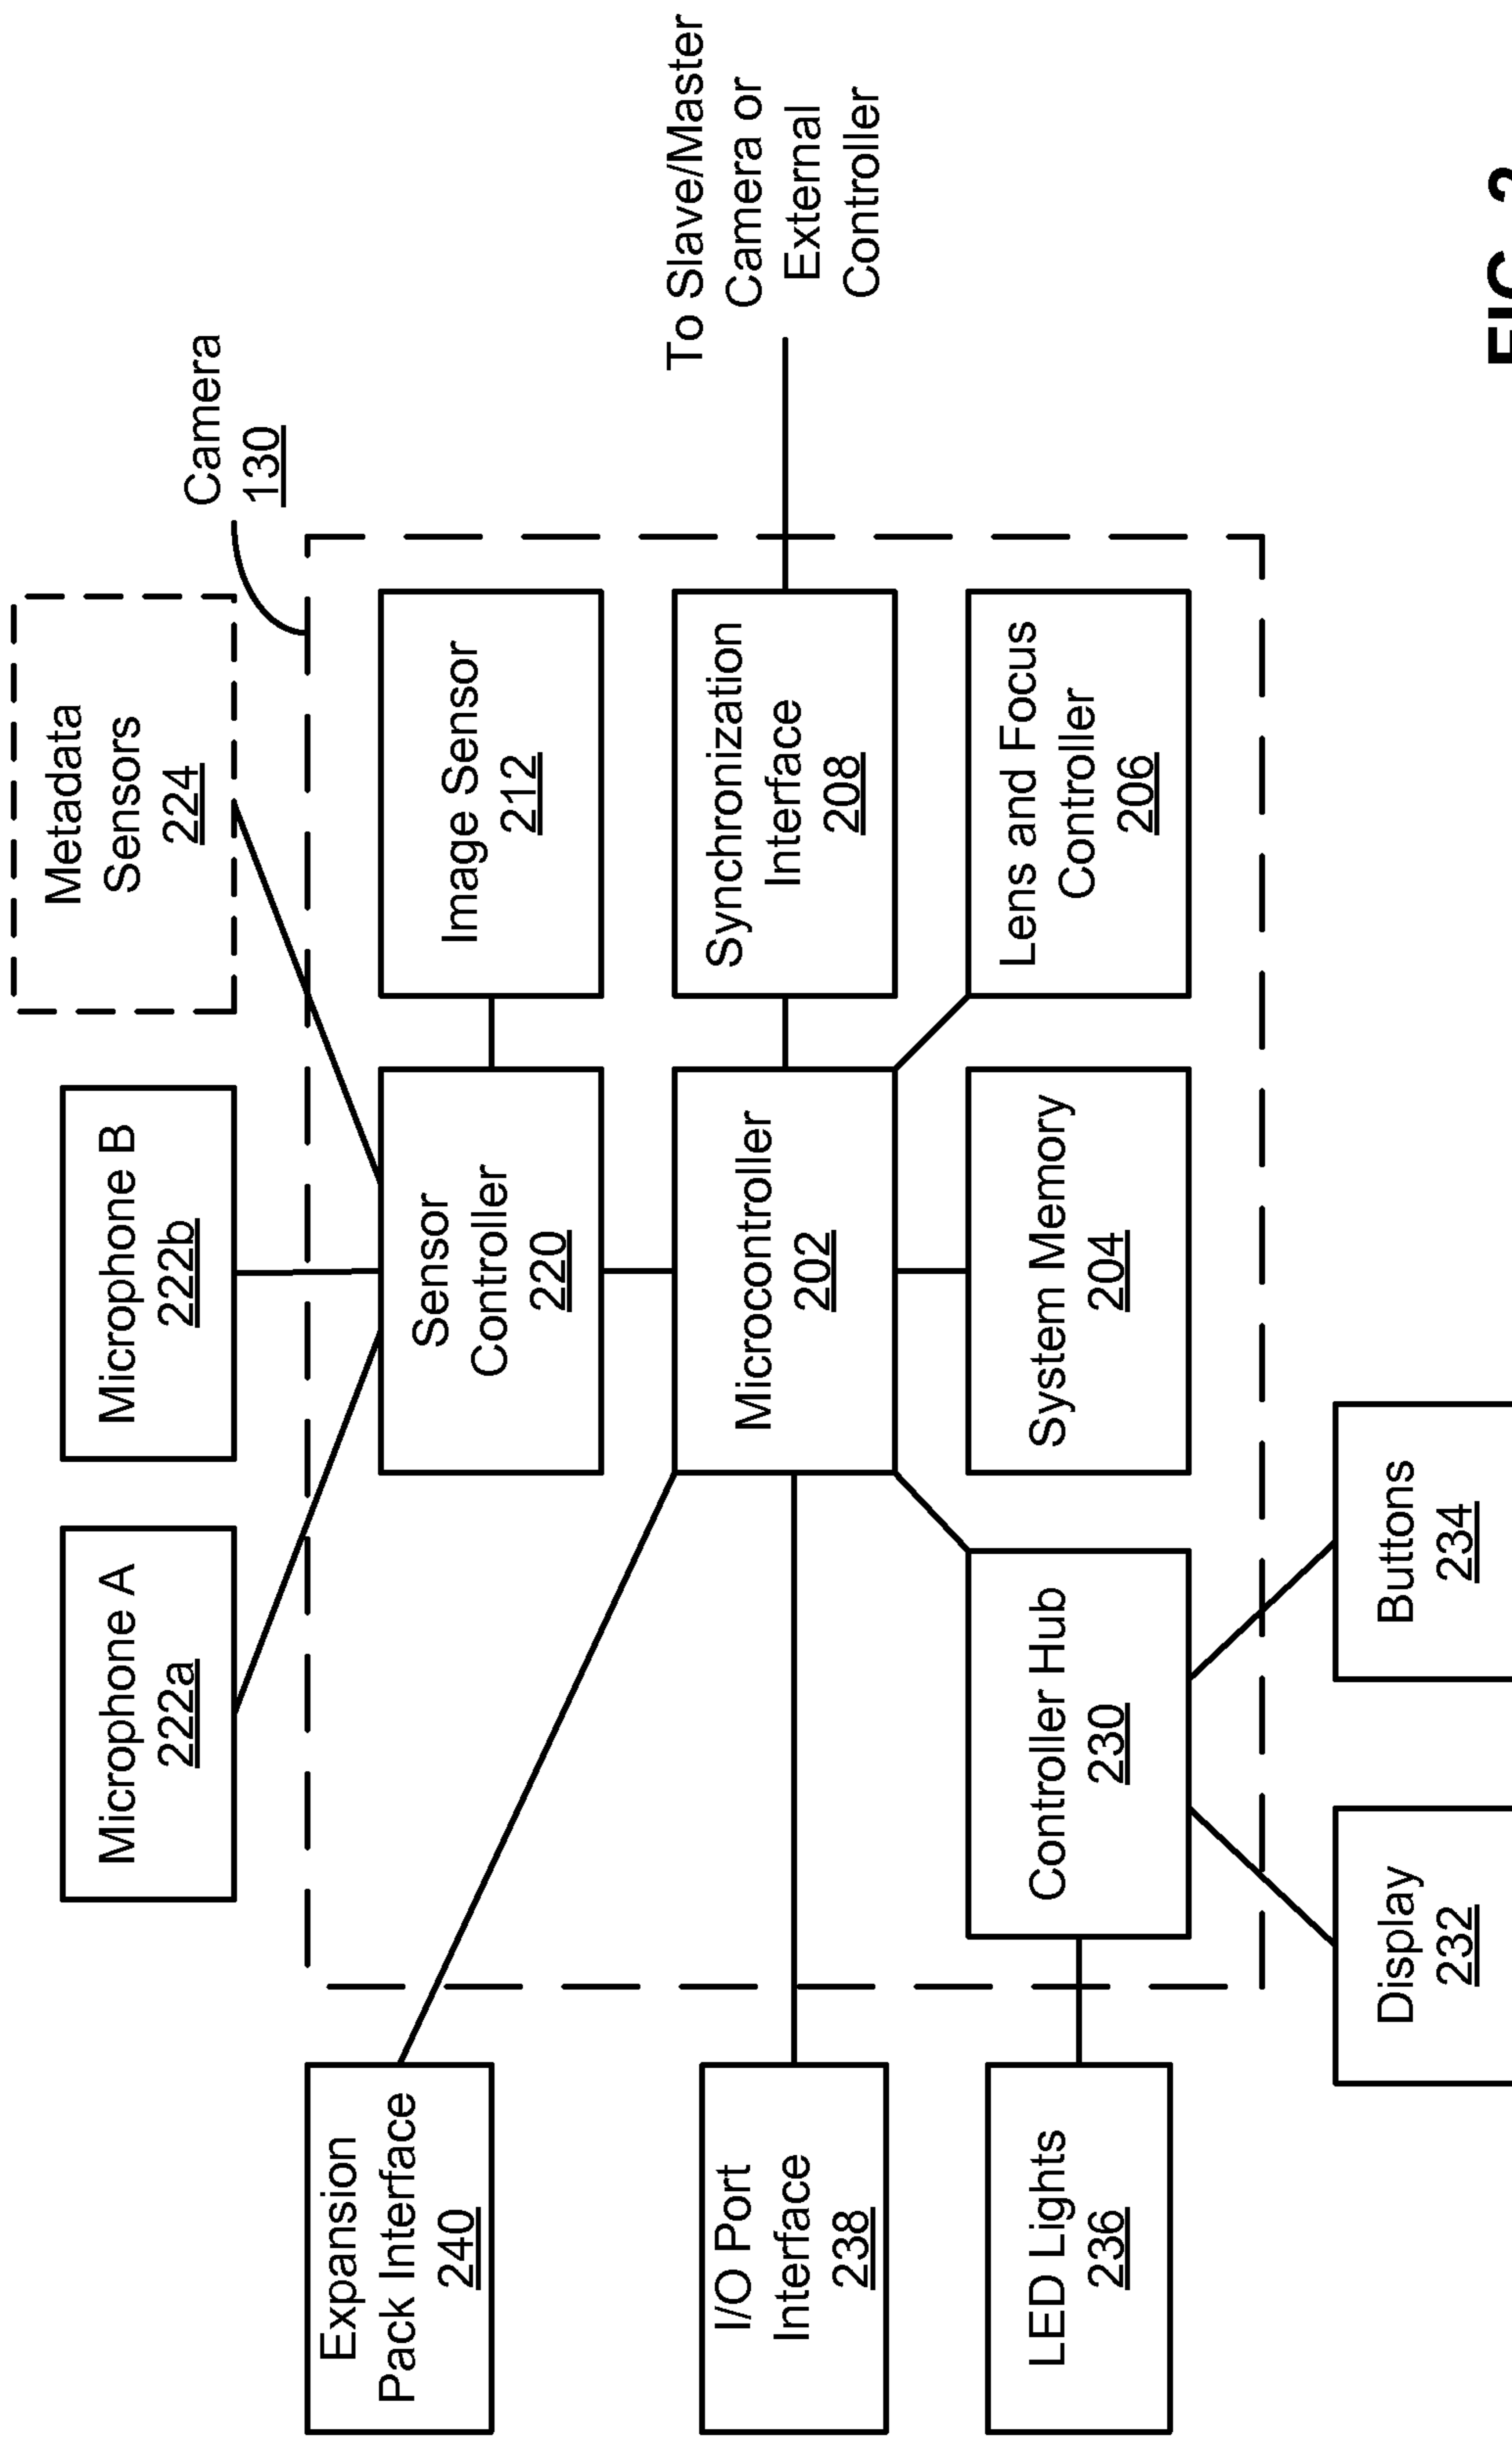 Metadata
Sensors
224
Camera
130
Microphone A
222a
Microphone B
222b
Expansion
Pack Interface
240
Sensor
Controller
220
Image Sensor
212
To Slave/Master
Camera or
External
Controller
I/O Port
Interface
238
Microcontroller
202
Synchronization
Interface
208
LED Lights
236
Controller Hub
230
System Memory
204
Lens and Focus
Controller
206
Display
232
Buttons
234